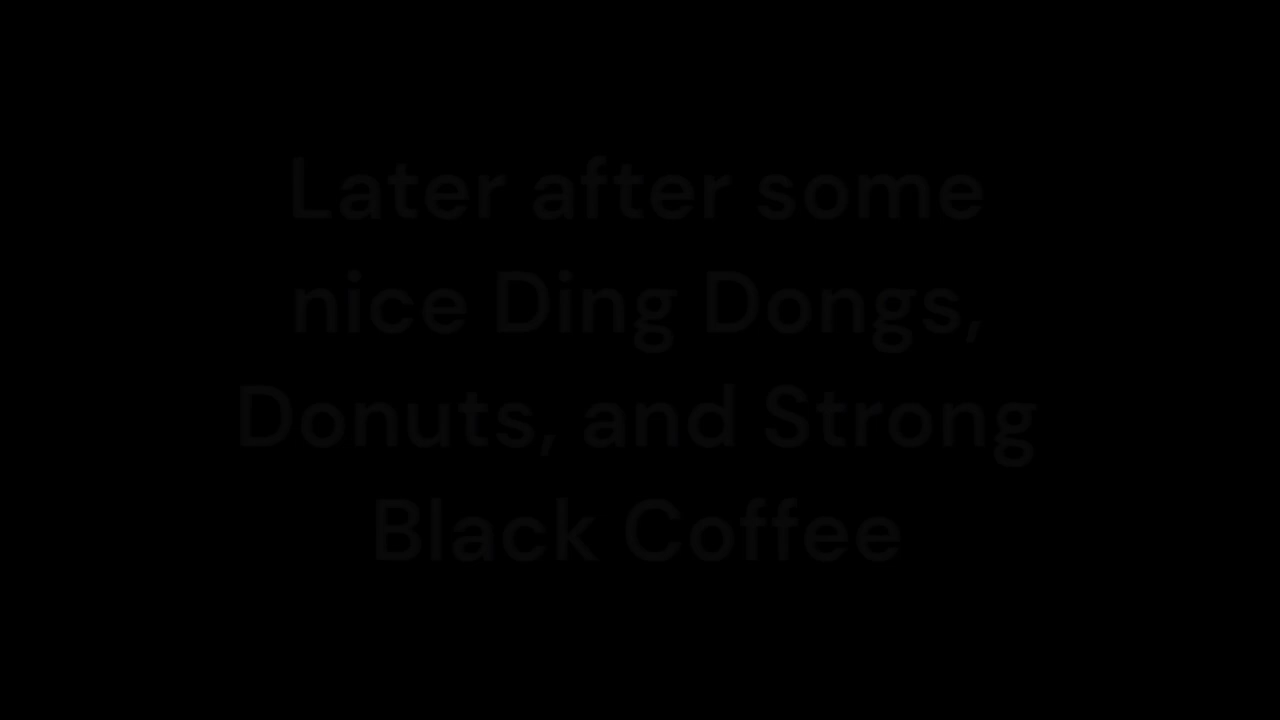 Later after some
nice Ding Dongs,
Donuts, and Strong
Black Coffee